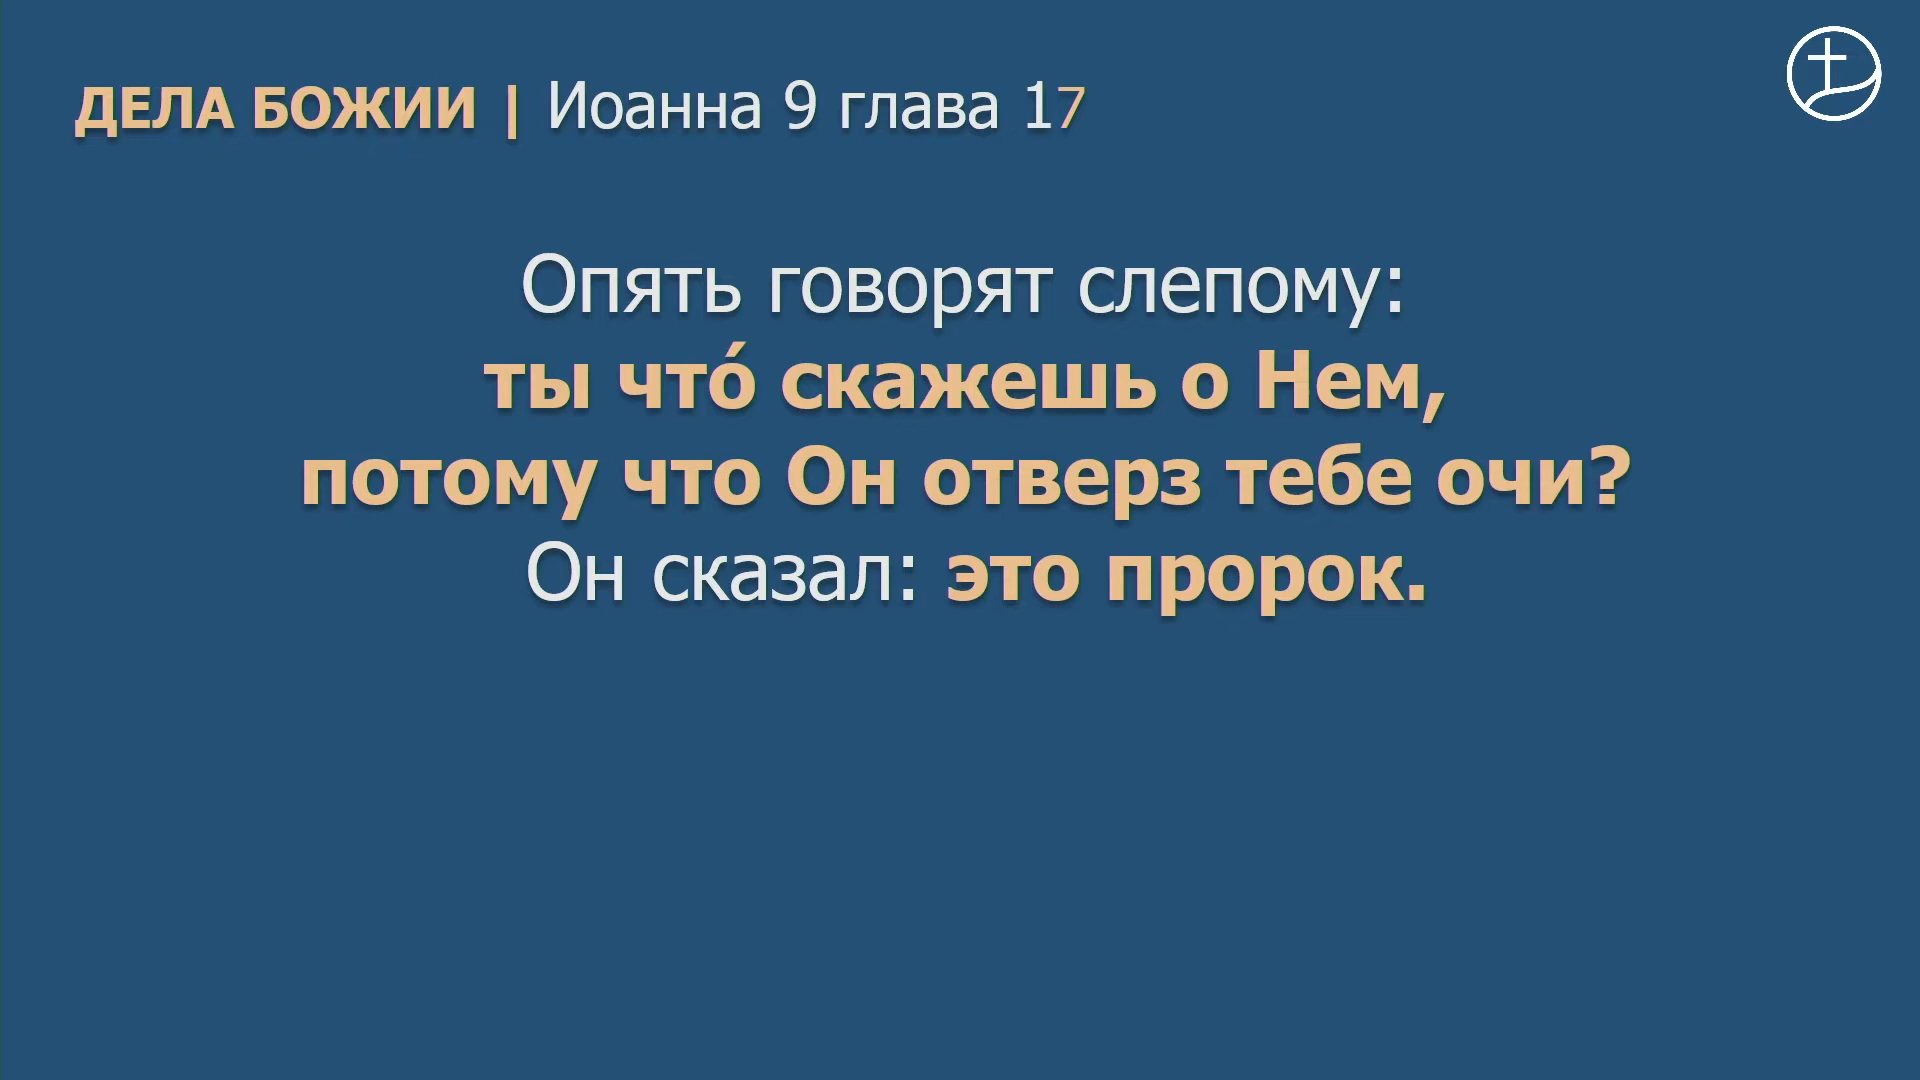 ДЕЛА БОЖИИ | Иоанна 9 глава 17
Опять говорят слепому:
ты что́ скажешь о Нем,
потому что Он отверз тебе очи?
Он сказал: это пророк.